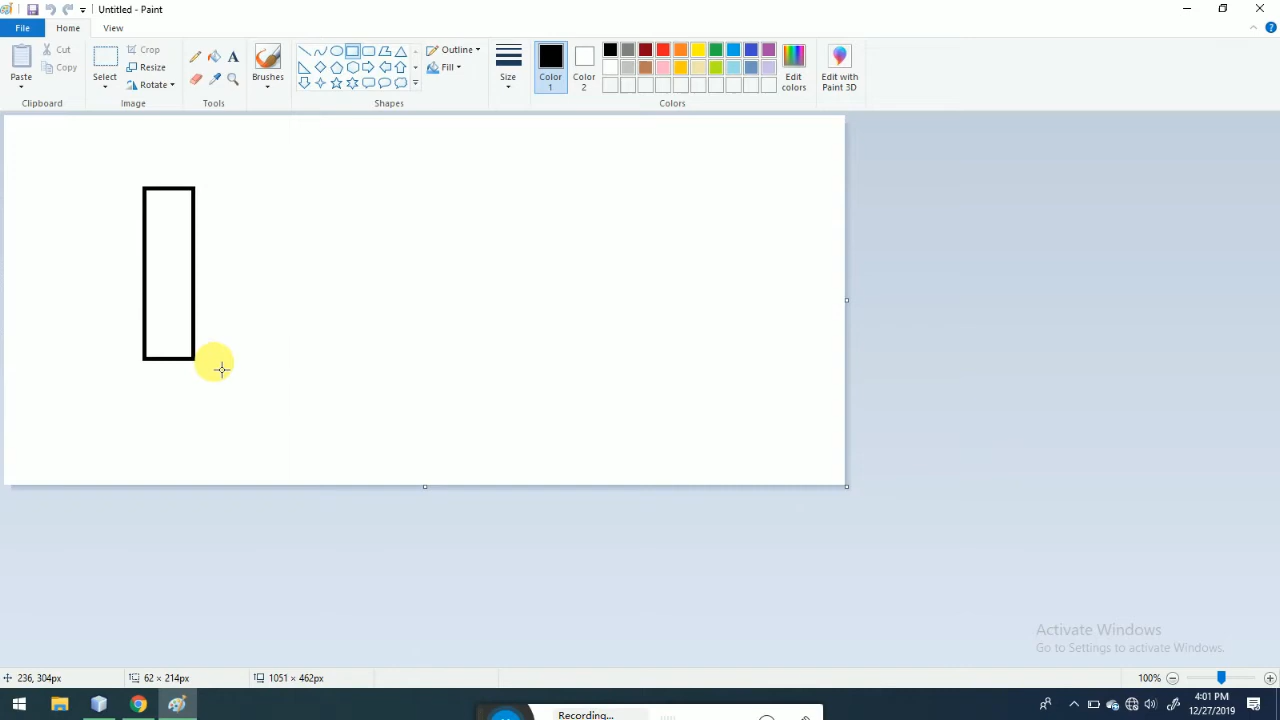 Untitled - Paint
File
Home
View
Paste
Cut
Copy
Clipboard
Select
Crop
Resize
Rotate
Image
Tools
Brushes
Shapes
Outline
Fill
Size
Color
1
Color
2
Edit
colors
Edit with
Paint 3D
Colors
Activate Windows
Go to Settings to activate Windows.
236, 304px
62 × 214px
1051 × 462px
100%
4:01 PM
12/27/2019
Recording...